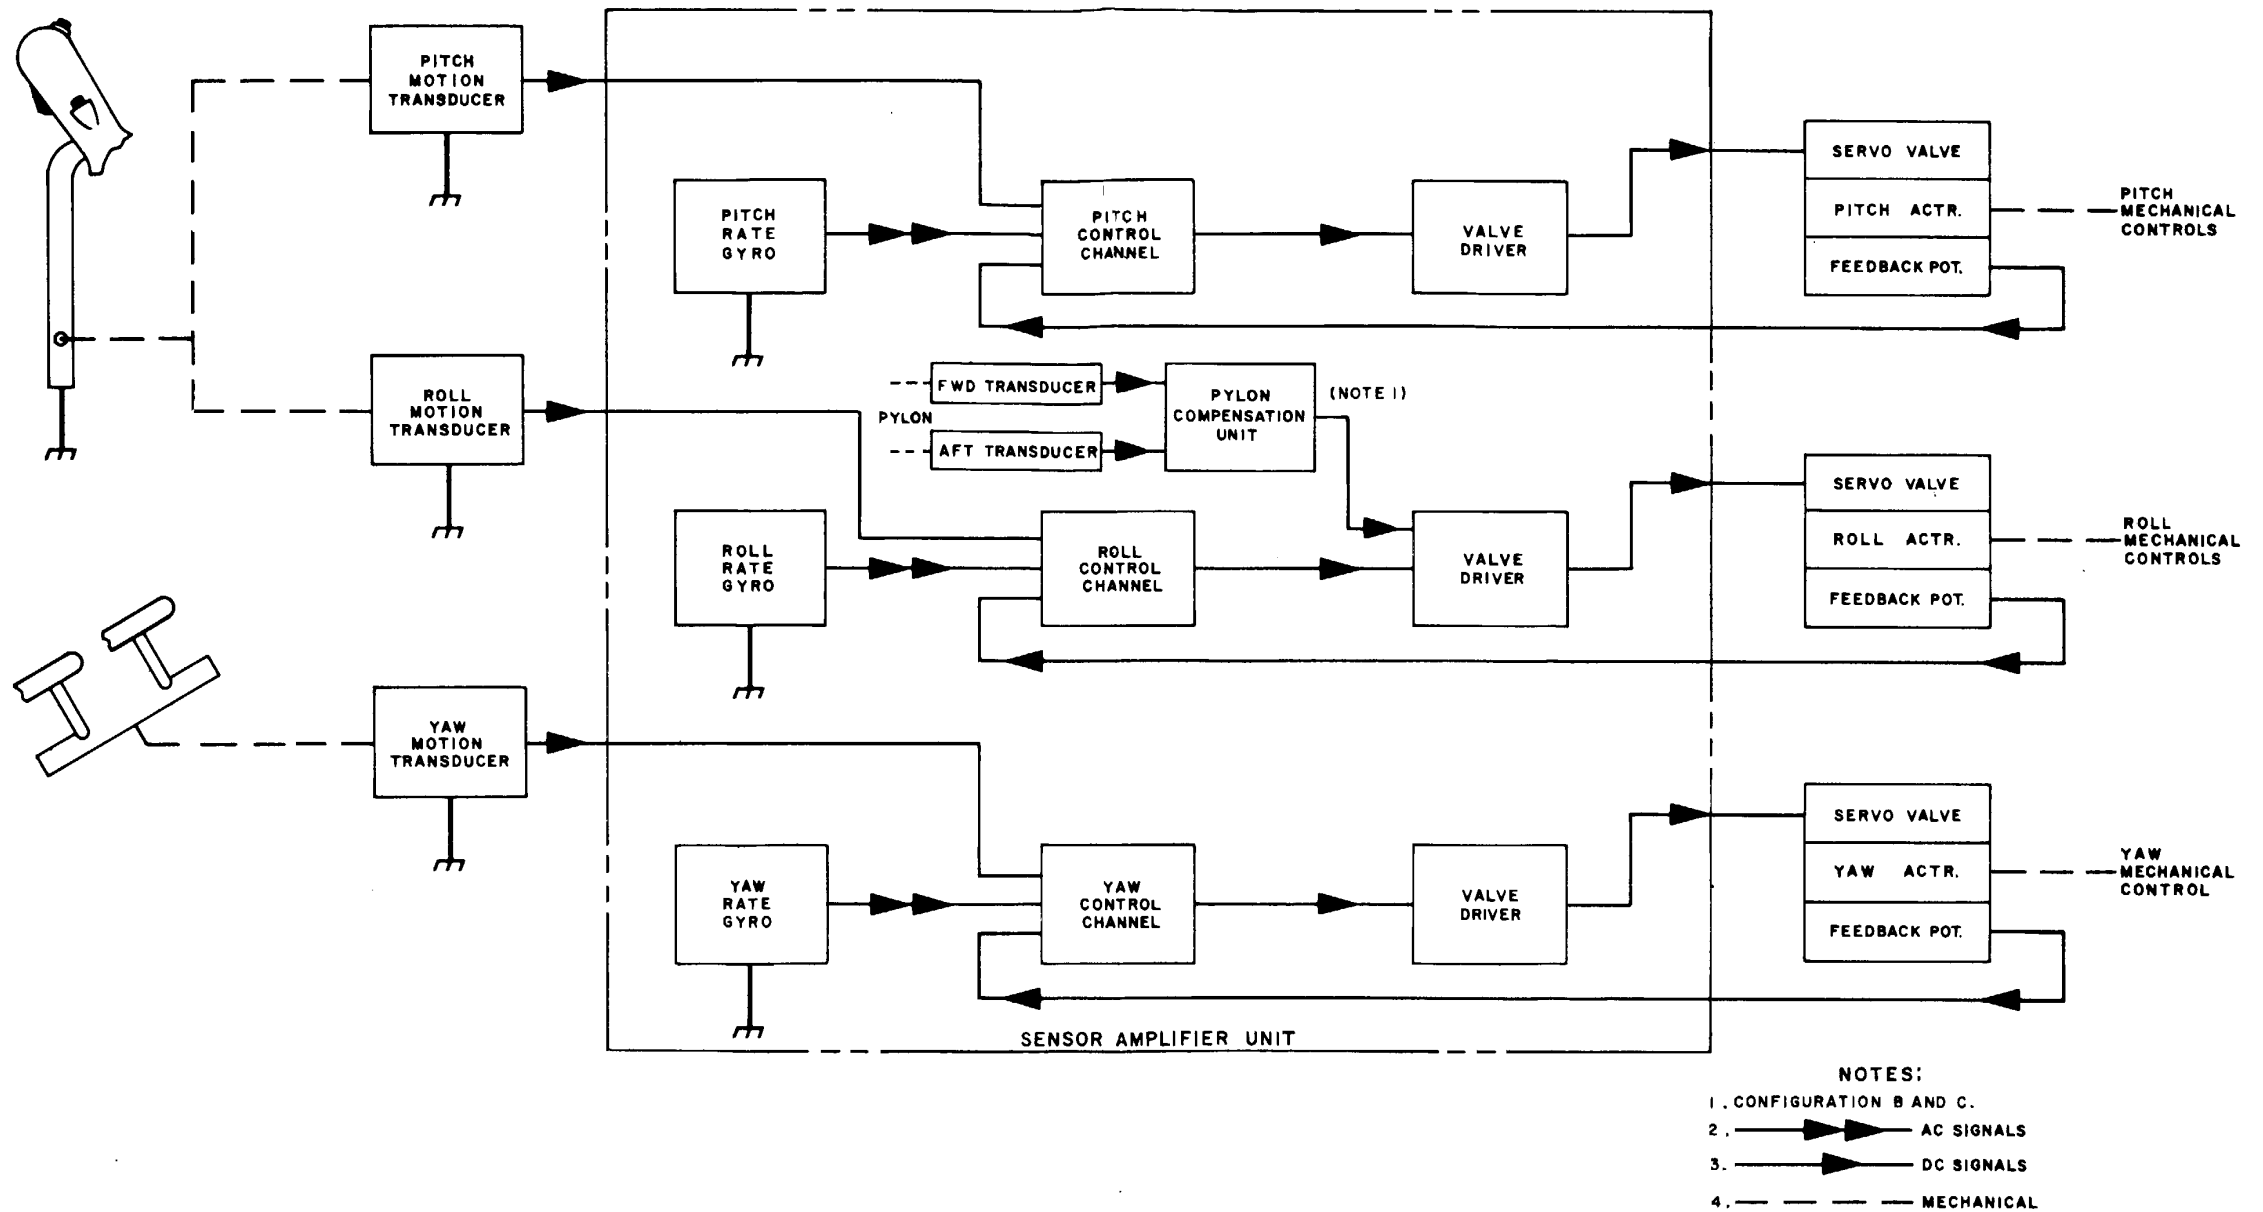 PITCH
MOTION
TRANSDUCER
PITCH
RATE
GYRO
PITCH
CONTROL
CHANNEL
VALVE
DRIVER
SERVO VALVE
PITCH ACTR.
FEEDBACK POT.
PITCH
MECHANICAL
CONTROLS
ROLL
MOTION
TRANSDUCER
PYLON
FWD TRANSDUCER
AFT TRANSDUCER
PYLON
COMPENSATION
UNIT
(NOTE 1)
ROLL
RATE
GYRO
ROLL
CONTROL
CHANNEL
VALVE
DRIVER
SERVO VALVE
ROLL ACTR.
FEEDBACK POT.
ROLL
MECHANICAL
CONTROLS
YAW
MOTION
TRANSDUCER
YAW
RATE
GYRO
YAW
CONTROL
CHANNEL
VALVE
DRIVER
SERVO VALVE
YAW ACTR.
FEEDBACK POT.
YAW
MECHANICAL
CONTROL
SENSOR AMPLIFIER UNIT
NOTES:
1. CONFIGURATION B AND C.
2. AC SIGNALS
3. DC SIGNALS
4. MECHANICAL